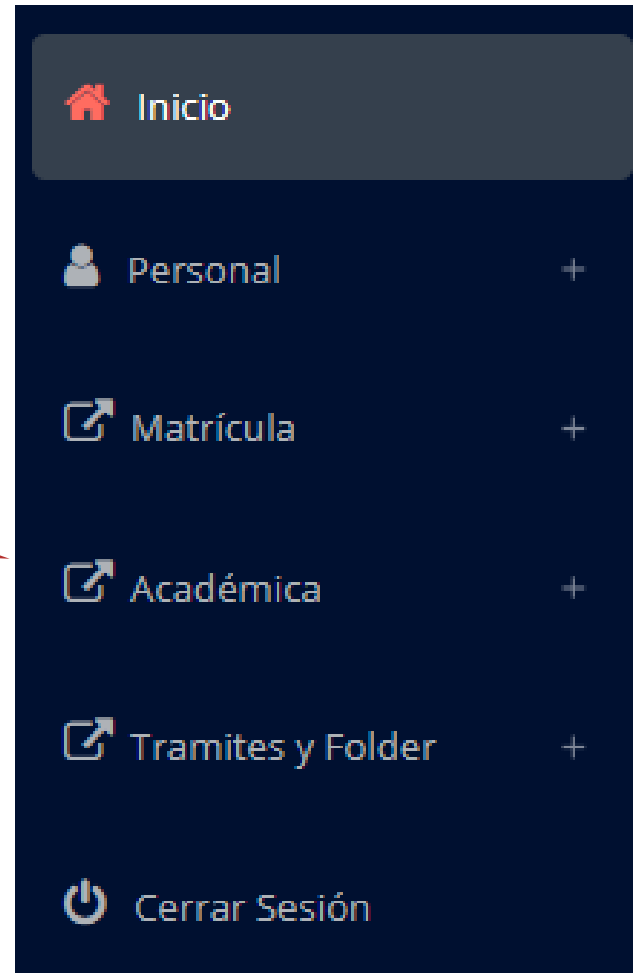 Inicio
Personal +
Matrícula +
Académica +
Tramites y Folder +
Cerrar Sesión